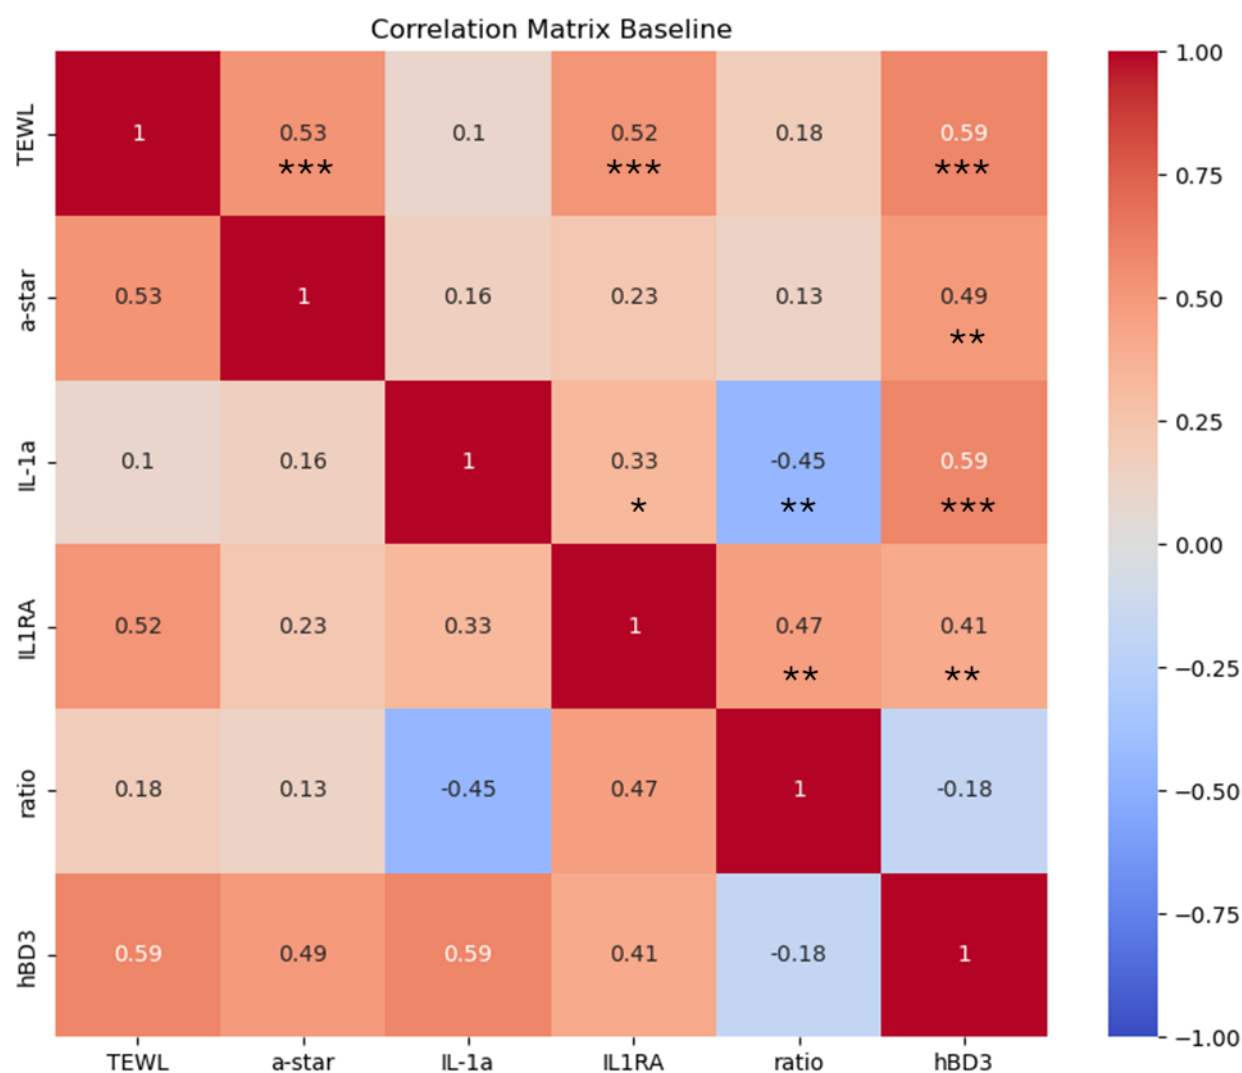 Correlation Matrix Baseline
TEWL 1 0.53 0.1 0.52 0.18 0.59
*** *** ***
a-star 0.53 1 0.16 0.23 0.13 0.49
**
IL-1a 0.1 0.16 1 0.33 -0.45 0.59
* ** ***
IL1RA 0.52 0.23 0.33 1 0.47 0.41
** **
ratio 0.18 0.13 -0.45 0.47 1 -0.18
hBD3 0.59 0.49 0.59 0.41 -0.18 1
TEWL a-star IL-1a IL1RA ratio hBD3
1.00
0.75
0.50
0.25
0.00
−0.25
−0.50
−0.75
−1.00